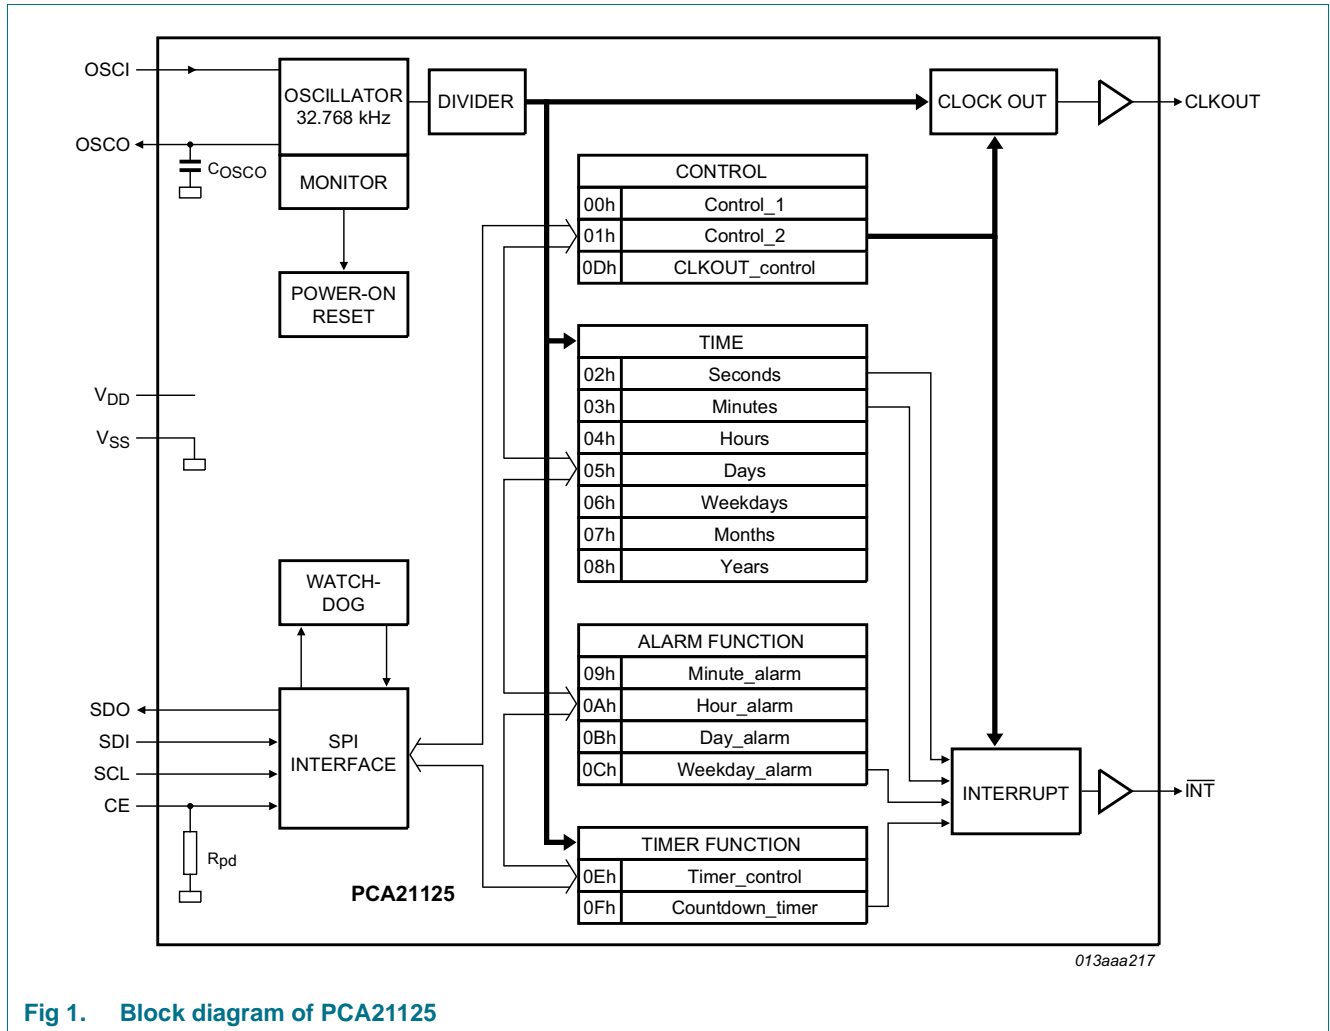 OSCI
OSCO
COSCO
OSCILLATOR
32.768 kHz
MONITOR
DIVIDER
POWER-ON
RESET
VDD
VSS
WATCH-
DOG
SDO
SDI
SCL
CE
SPI
INTERFACE
Rpd
PCA21125
CONTROL
00h Control_1
01h Control_2
0Dh CLKOUT_control
TIME
02h Seconds
03h Minutes
04h Hours
05h Days
06h Weekdays
07h Months
08h Years
ALARM FUNCTION
09h Minute_alarm
0Ah Hour_alarm
0Bh Day_alarm
0Ch Weekday_alarm
TIMER FUNCTION
0Eh Timer_control
0Fh Countdown_timer
CLOCK OUT
CLKOUT
INTERRUPT
INT
013aaa217
Fig 1. Block diagram of PCA21125